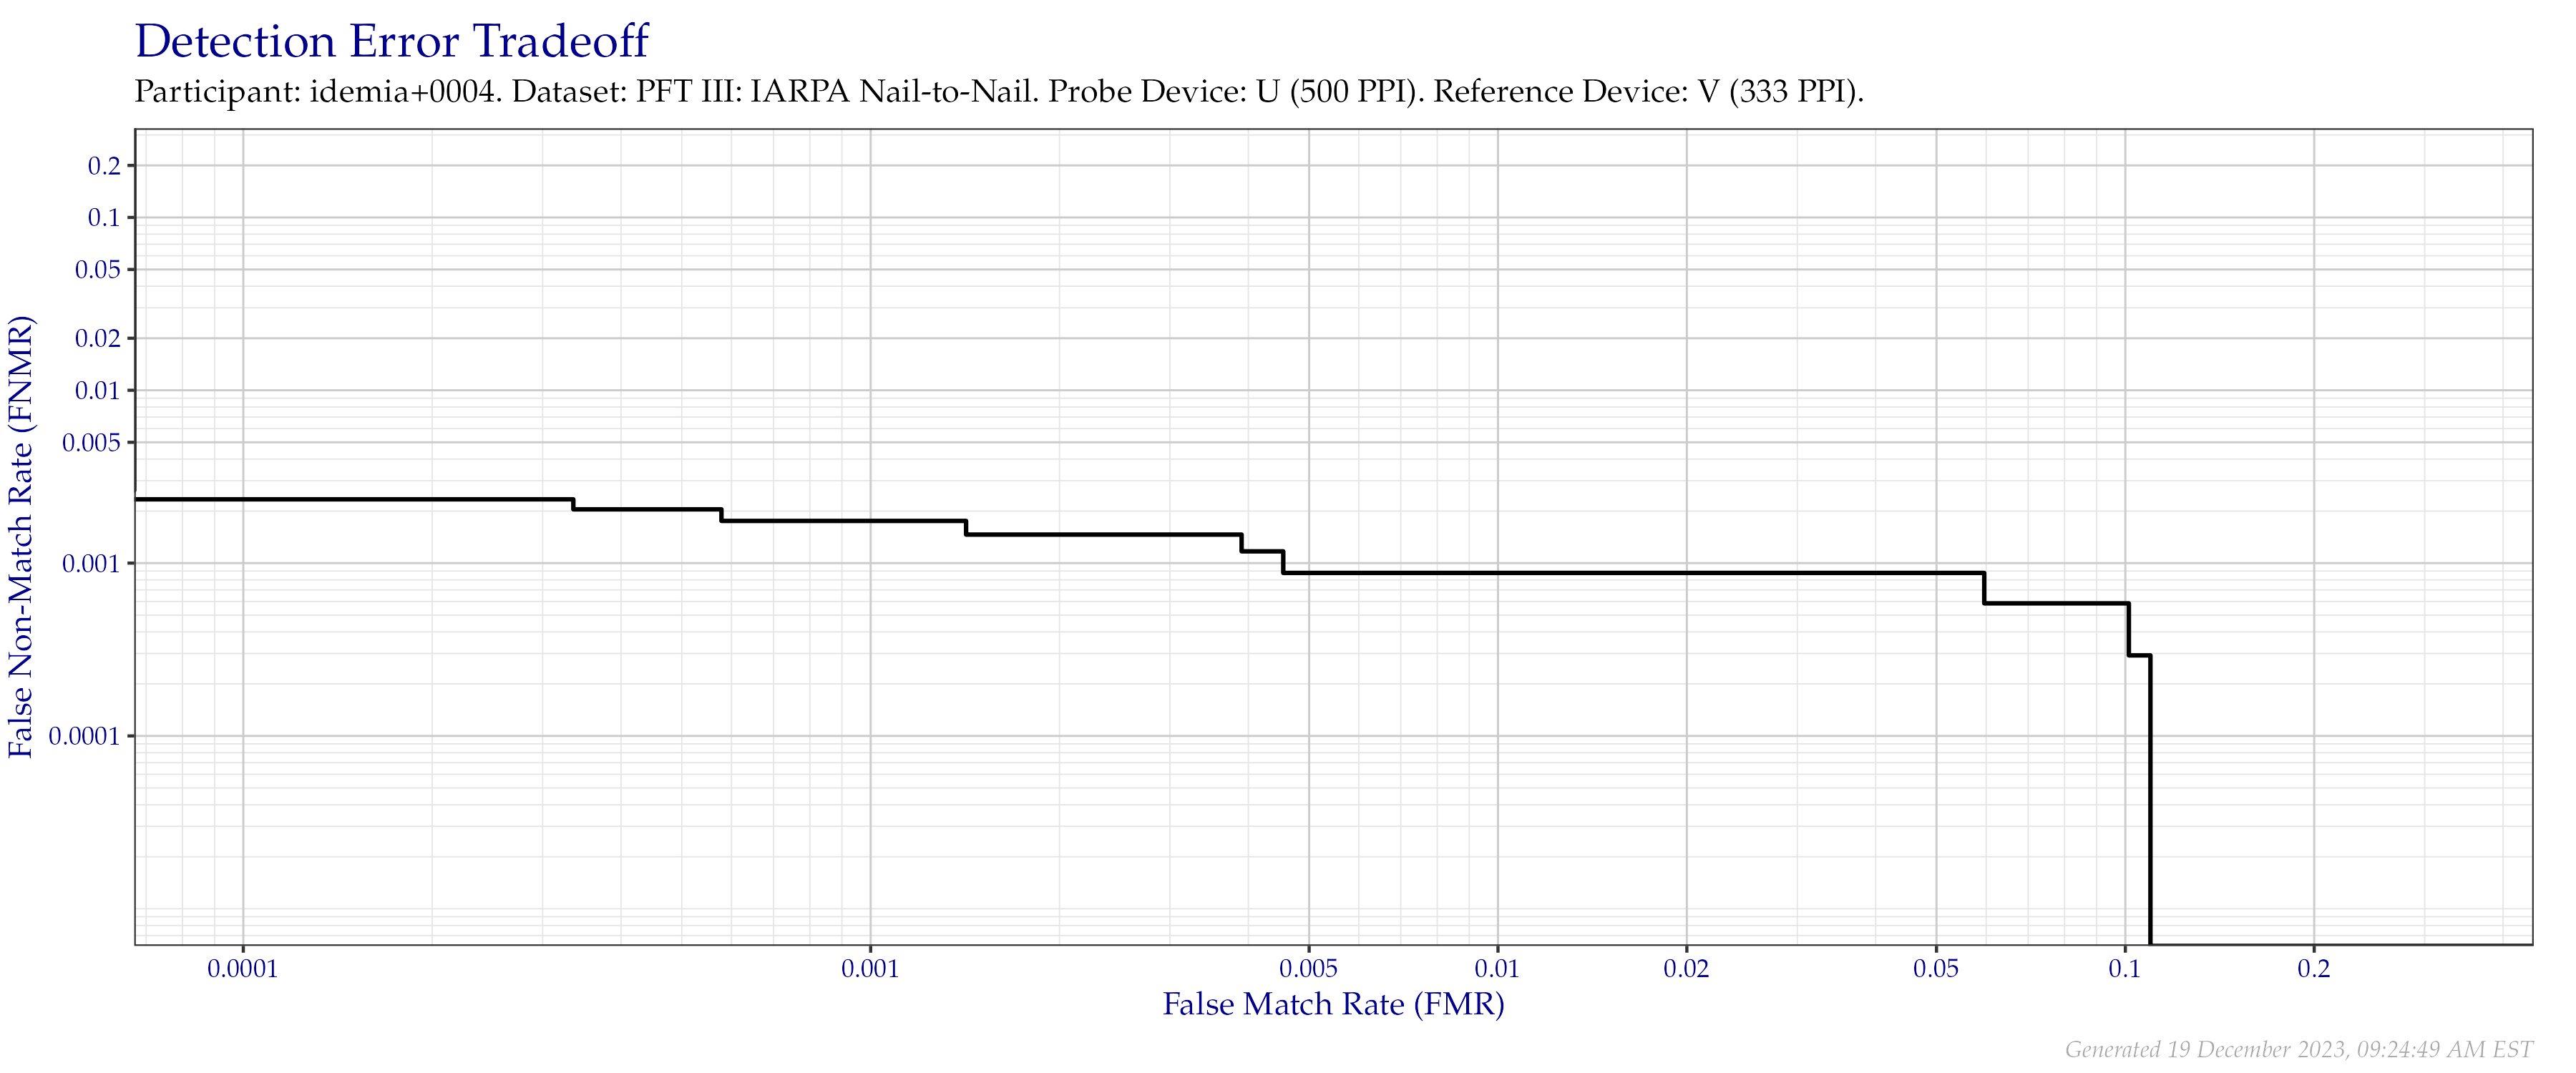 Detection Error Tradeoff
Participant: idemia+0004. Dataset: PFT III: IARPA Nail-to-Nail. Probe Device: U (500 PPI). Reference Device: V (333 PPI).
False Non-Match Rate (FNMR)
0.2
0.1
0.05
0.02
0.01
0.005
0.001
0.0001
0.0001 0.001 0.005 0.01 0.02 0.05 0.1 0.2
False Match Rate (FMR)
Generated 19 December 2023, 09:24:49 AM EST